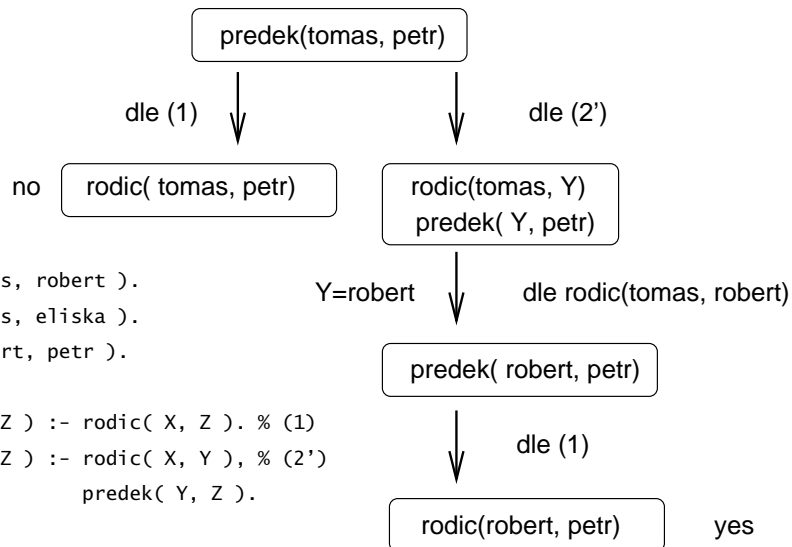 predek(tomas, petr)
dle (1)
dle (2’)
no
rodic( tomas, petr)
rodic(tomas, Y)
predek( Y, petr)
s, robert ).
s, eliska ).
rt, petr ).
Y=robert
dle rodic(tomas, robert)
predek( robert, petr)
Z ) :- rodic( X, Z ). % (1)
Z ) :- rodic( X, Y ), % (2’)
predek( Y, Z ).
dle (1)
rodic(robert, petr)
yes